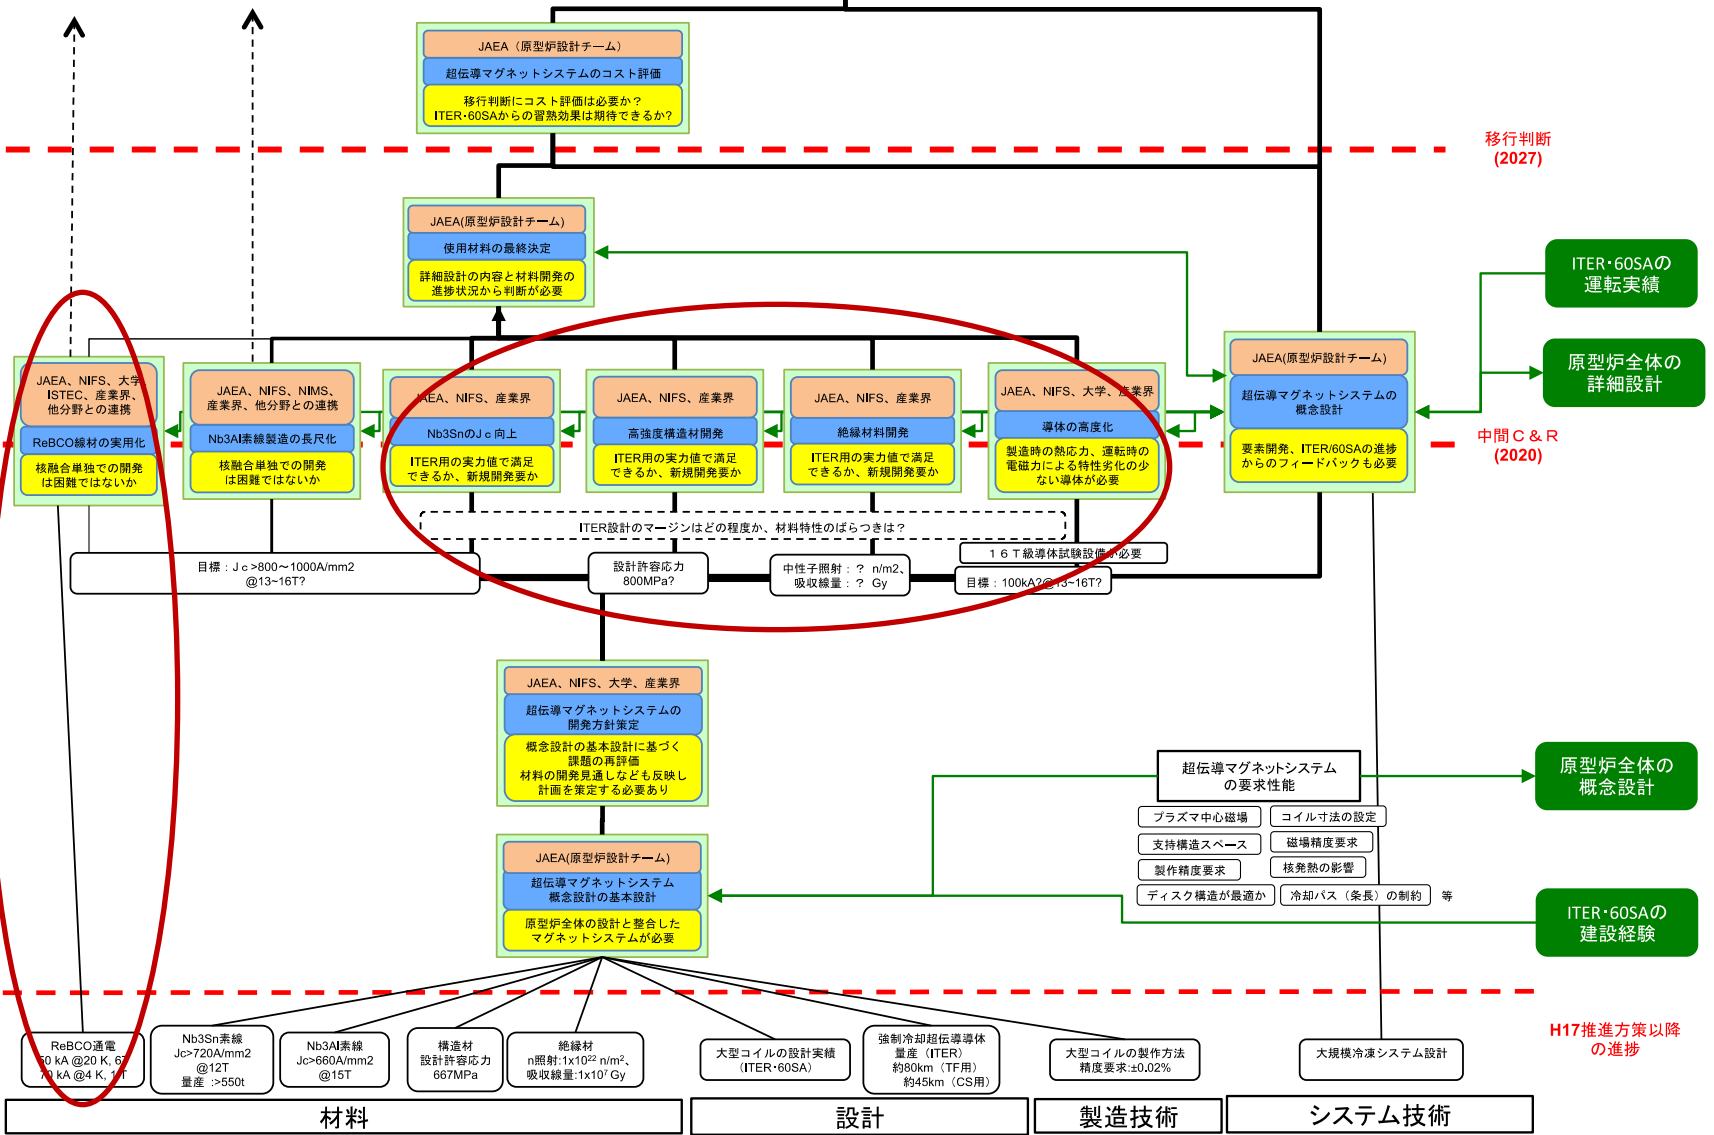 JAEA（原型炉設計チーム）
超伝導マグネットシステムのコスト評価
移行判断にコスト評価は必要か？
ITER・60SAからの習熟効果は期待できるか？
移行判断
(2027)
JAEA(原型炉設計チーム)
使用材料の最終決定
詳細設計の内容と材料開発の
進捗状況から判断が必要
ITER・60SAの
運転実績
原型炉全体の
詳細設計
JAEA、NIFS、大学、
ISTEC、産業界、
他分野との連携
ReBCO線材の実用化
核融合単独での開発
は困難ではないか
JAEA、NIFS、NIMS、
産業界、他分野との連携
Nb3Al素線製造の長尺化
核融合単独での開発
は困難ではないか
JAEA、NIFS、産業界
Nb3SnのJｃ向上
ITER用の実力値で満足
できるか、新規開発要か
JAEA、NIFS、産業界
高強度構造材開発
ITER用の実力値で満足
できるか、新規開発要か
JAEA、NIFS、産業界
絶縁材料開発
ITER用の実力値で満足
できるか、新規開発要か
JAEA、NIFS、大学、産業界
導体の高度化
製造時の熱応力、運転時の
電磁力による特性劣化の少
ない導体が必要
JAEA(原型炉設計チーム)
超伝導マグネットシステムの
概念設計
要素開発、ITER/60SAの進捗
からのフィードバックも必要
中間Ｃ＆Ｒ
(2020)
ITER設計のマージンはどの程度か、材料特性のばらつきは？
目標：Jｃ>800～1000A/mm2
@13~16T?
設計許容応力
800MPa?
中性子照射：？ n/m2、
吸収線量：？ Gy
１６Ｔ級導体試験設備が必要
目標：100kA?@13~16T?
JAEA、NIFS、大学、産業界
超伝導マグネットシステムの
開発方針策定
概念設計の基本設計に基づく
課題の再評価
材料の開発見通しなども反映し
計画を策定する必要あり
JAEA(原型炉設計チーム)
超伝導マグネットシステム
概念設計の基本設計
原型炉全体の設計と整合した
マグネットシステムが必要
超伝導マグネットシステム
の要求性能
プラズマ中心磁場
コイル寸法の設定
支持構造スペース
磁場精度要求
製作精度要求
核発熱の影響
ディスク構造が最適か
冷却パス（条長）の制約
等
原型炉全体の
概念設計
ITER・60SAの
建設経験
H17推進方策以降
の進捗
ReBCO通電
50 kA @20 K, 6T
70 kA @4 K, 1T
Nb3Sn素線
Jc>720A/mm2
@12T
量産 :>550t
Nb3Al素線
Jc>660A/mm2
@15T
構造材
設計許容応力
667MPa
絶縁材
n照射:1x10²² n/m²、
吸収線量:1x10⁷ Gy
大型コイルの設計実績
（ITER・60SA）
強制冷却超伝導導体
量産（ITER）
約80km（TF用）
約45km（CS用）
大型コイルの製作方法
精度要求:±0.02%
大規模冷凍システム設計
材料
設計
製造技術
システム技術